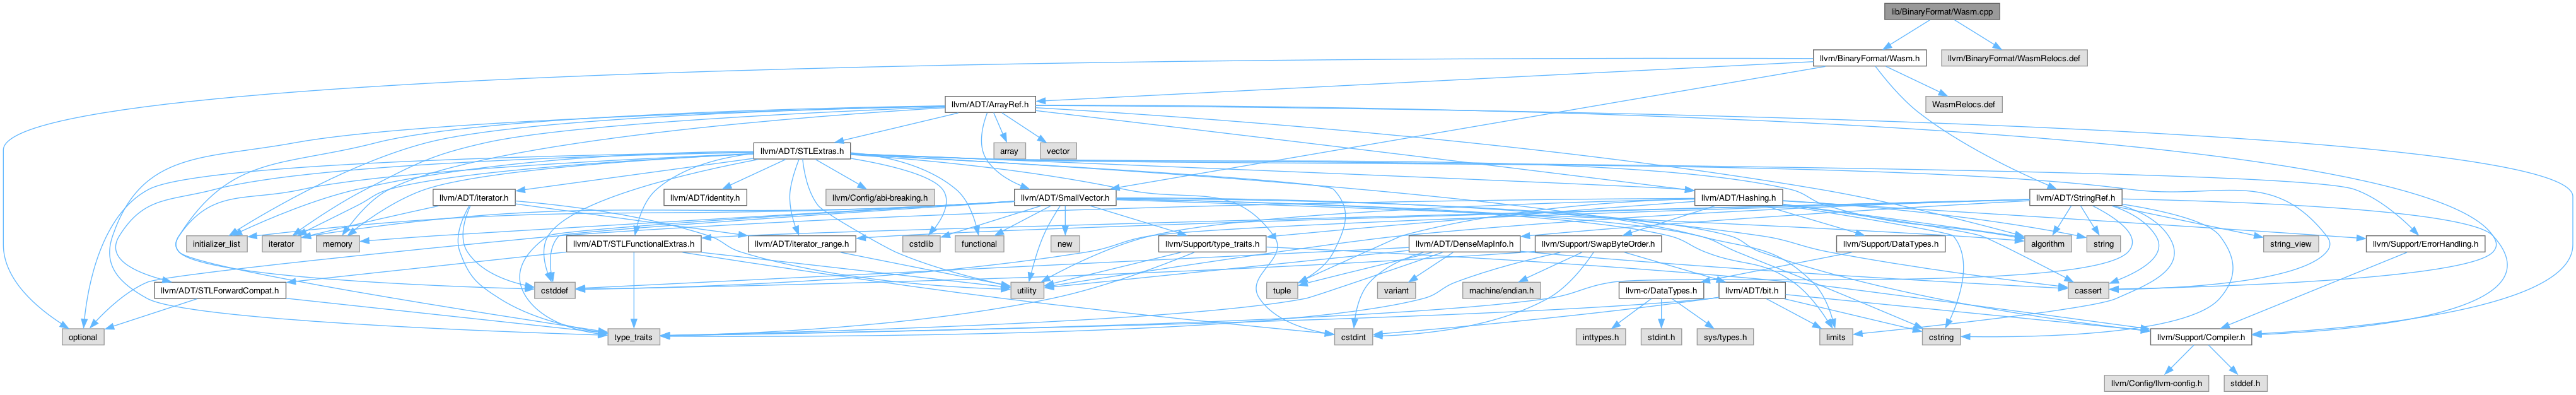 lib/BinaryFormat/Wasm.cpp
llvm/BinaryFormat/Wasm.h
llvm/BinaryFormat/WasmRelocs.def
llvm/ADT/ArrayRef.h
WasmRelocs.def
llvm/ADT/STLExtras.h
array
vector
llvm/ADT/iterator.h
llvm/ADT/identity.h
llvm/Config/abi-breaking.h
llvm/ADT/SmallVector.h
llvm/ADT/Hashing.h
llvm/ADT/StringRef.h
initializer_list
iterator
memory
llvm/ADT/STLFunctionalExtras.h
llvm/ADT/iterator_range.h
cstdlib
functional
new
llvm/Support/type_traits.h
llvm/ADT/DenseMapInfo.h
llvm/Support/SwapByteOrder.h
llvm/Support/DataTypes.h
algorithm
string
string_view
llvm/Support/ErrorHandling.h
llvm/ADT/STLForwardCompat.h
cstddef
utility
tuple
variant
machine/endian.h
llvm-c/DataTypes.h
llvm/ADT/bit.h
cassert
optional
type_traits
cstdint
inttypes.h
stdint.h
sys/types.h
limits
cstring
llvm/Support/Compiler.h
llvm/Config/llvm-config.h
stddef.h